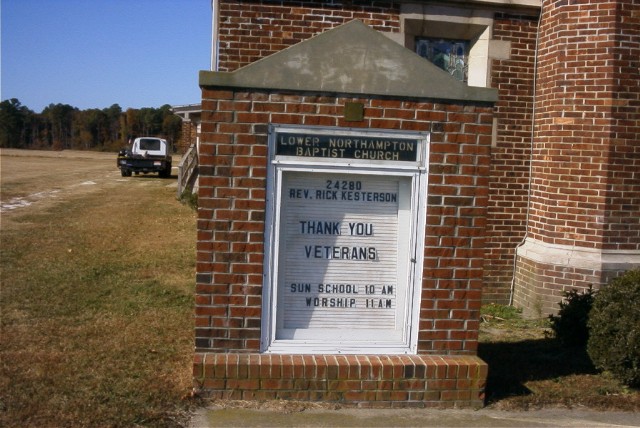 LOWER NORTHAMPTON
BAPTIST CHURCH
24280
REV. RICK KESTERSON
THANK YOU
VETERANS
SUN SCHOOL 10 AM
WORSHIP 11 AM